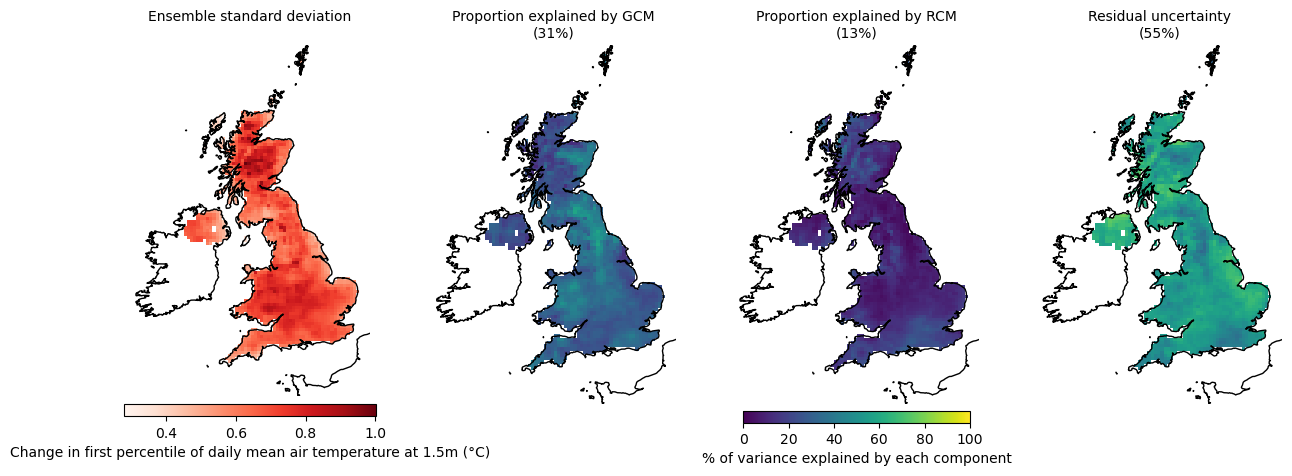 Ensemble standard deviation
Proportion explained by GCM
(31%)
Proportion explained by RCM
(13%)
Residual uncertainty
(55%)
0.4 0.6 0.8 1.0
Change in first percentile of daily mean air temperature at 1.5m (°C)
0 20 40 60 80 100
% of variance explained by each component